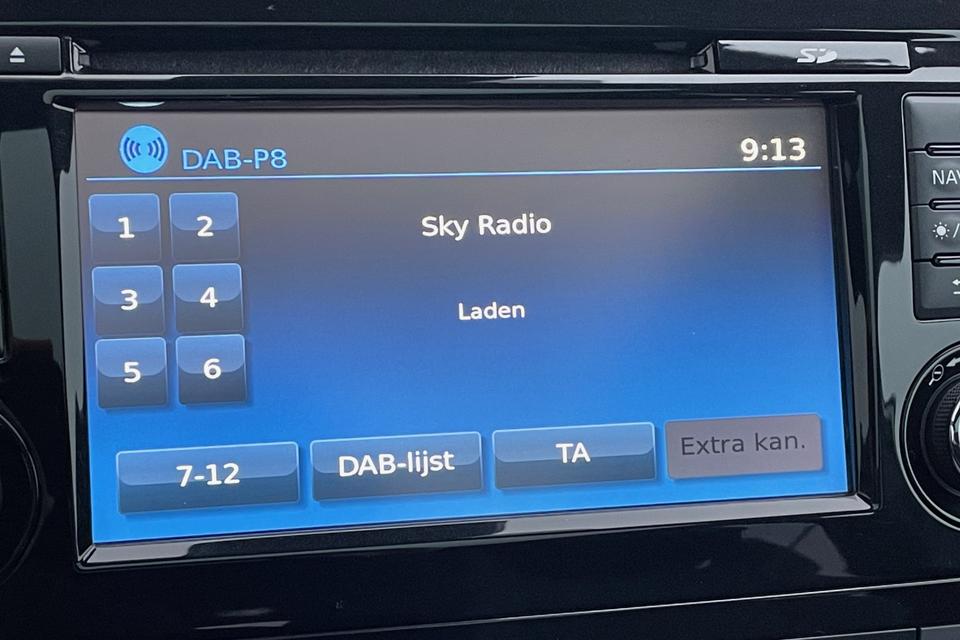 SD
DAB-P8
9:13
NAV
1
2
Sky Radio
3
4
Laden
5
6
7-12
DAB-lijst
TA
Extra kan.